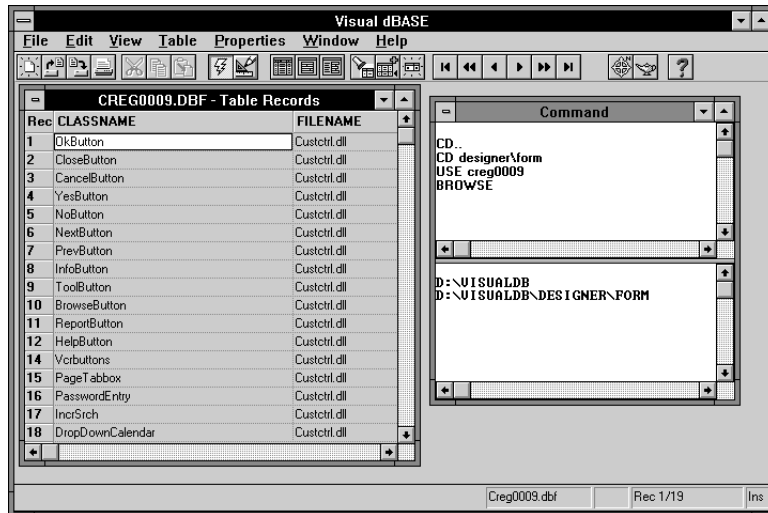 Visual dBASE
File Edit View Table Properties Window Help
CREG0009.DBF - Table Records
Rec CLASSNAME FILENAME
1 OkButton Custctrl.dll
2 CloseButton Custctrl.dll
3 CancelButton Custctrl.dll
4 YesButton Custctrl.dll
5 NoButton Custctrl.dll
6 NextButton Custctrl.dll
7 PrevButton Custctrl.dll
8 InfoButton Custctrl.dll
9 ToolButton Custctrl.dll
10 BrowseButton Custctrl.dll
11 ReportButton Custctrl.dll
12 HelpButton Custctrl.dll
14 Vcrbuttons Custctrl.dll
15 PageTabbox Custctrl.dll
16 PasswordEntry Custctrl.dll
17 IncrSrch Custctrl.dll
18 DropDownCalendar Custctrl.dll
Command
CD..
CD designer\form
USE creg0009
BROWSE
D:\VISUALDB
D:\VISUALDB\DESIGNER\FORM
Creg0009.dbf Rec 1/19 Ins